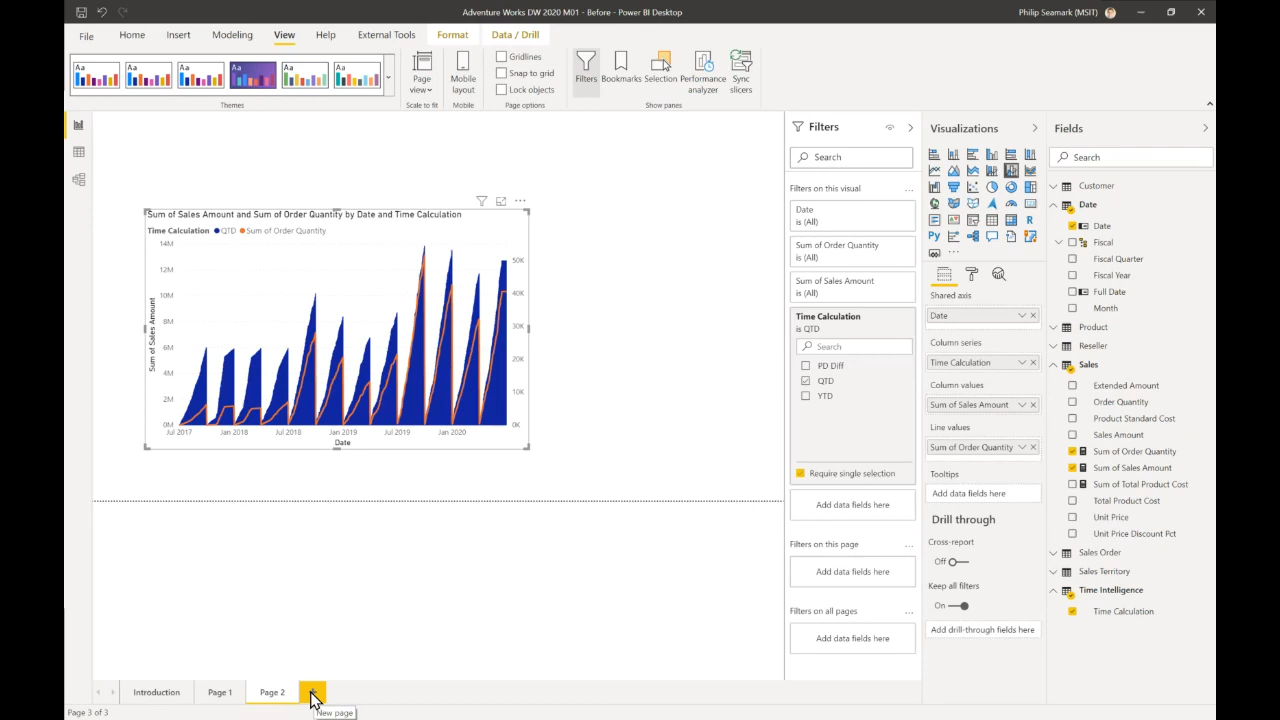 Adventure Works DW 2020 M01 - Before - Power BI Desktop
Philip Seamark (MSIT)
File
Home
Insert
Modeling
View
Help
External Tools
Format
Data / Drill
Aa
Aa
Aa
Aa
Aa
Aa
Themes
Page view
Scale to fit
Mobile layout
Mobile
Gridlines
Snap to grid
Lock objects
Page options
Filters
Bookmarks
Selection
Performance analyzer
Sync slicers
Show panes
Sum of Sales Amount and Sum of Order Quantity by Date and Time Calculation
Time Calculation QTD Sum of Order Quantity
14M
12M
10M
8M
6M
4M
2M
0M
Sum of Sales Amount
50K
40K
30K
20K
10K
0K
Jul 2017
Jan 2018
Jul 2018
Jan 2019
Jul 2019
Jan 2020
Date
Filters
Search
Filters on this visual
Date
is (All)
Sum of Order Quantity
is (All)
Sum of Sales Amount
is (All)
Time Calculation
is QTD
Search
PD Diff
QTD
YTD
Require single selection
Add data fields here
Filters on this page
Add data fields here
Filters on all pages
Add data fields here
Visualizations
R
Py
Shared axis
Date
Column series
Time Calculation
Column values
Sum of Sales Amount
Line values
Sum of Order Quantity
Tooltips
Add data fields here
Drill through
Cross-report
Off
Keep all filters
On
Add drill-through fields here
Fields
Search
Customer
Date
Date
Fiscal
Fiscal Quarter
Fiscal Year
Full Date
Month
Product
Reseller
Sales
Extended Amount
Order Quantity
Product Standard Cost
Sales Amount
Sum of Order Quantity
Sum of Sales Amount
Sum of Total Product Cost
Total Product Cost
Unit Price
Unit Price Discount Pct
Sales Order
Sales Territory
Time Intelligence
Time Calculation
Introduction
Page 1
Page 2
New page
Page 3 of 3